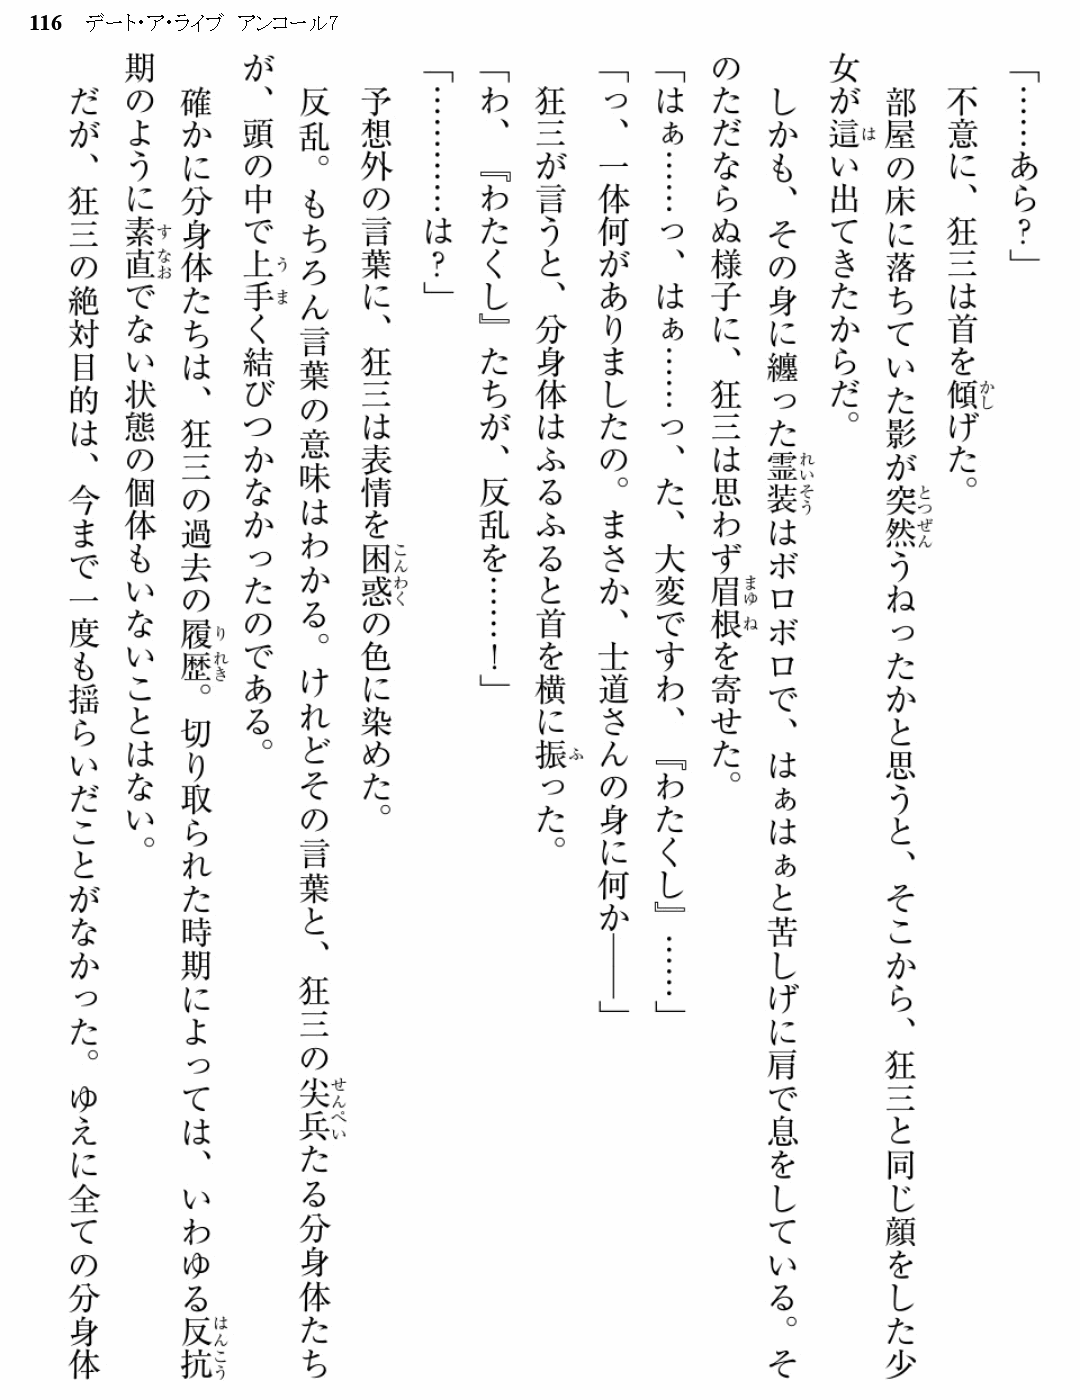 116　デート・ア・ライブ　アンコール7
「……あら?」
不意に、狂三は首を傾げた。
部屋の床に落ちていた影が突然うねったかと思うと、そこから、狂三と同じ顔をした少
女が這い出てきたからだ。
しかも、その身に纏った霊装はボロボロで、はぁはぁと苦しげに肩で息をしている。そ
のただならぬ様子に、狂三は思わず眉根を寄せた。
「はぁ……っ、はぁ……っ、た、大変ですわ、『わたくし』……」
「っ、一体何がありましたの。まさか、士道さんの身に何か――」
狂三が言うと、分身体はふるふると首を横に振った。
「わ、『わたくし』たちが、反乱を……！」
「…………は?」
予想外の言葉に、狂三は表情を困惑の色に染めた。
反乱。もちろん言葉の意味はわかる。けれどその言葉と、狂三の尖兵たる分身体たち
が、頭の中で上手く結びつかなかったのである。
確かに分身体たちは、狂三の過去の履歴。切り取られた時期によっては、いわゆる反抗
期のように素直でない状態の個体もいないことはない。
だが、狂三の絶対目的は、今まで一度も揺らいだことがなかった。ゆえに全ての分身体